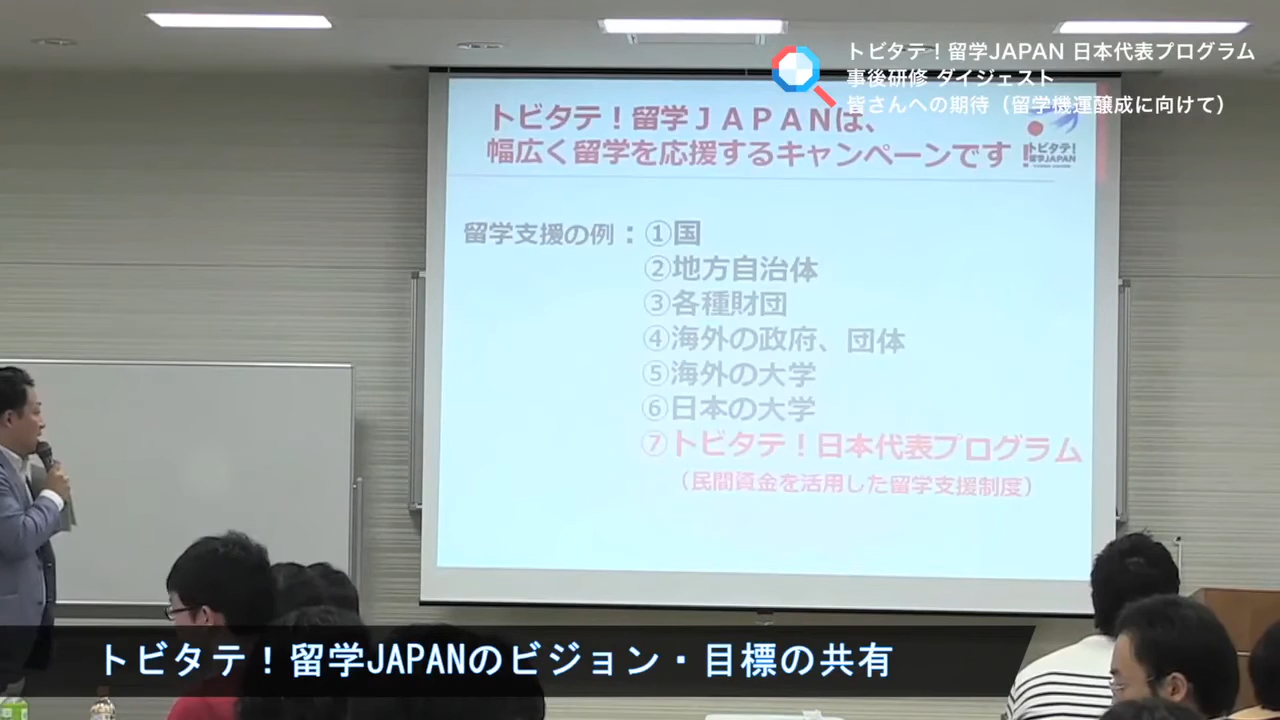 トビタテ！留学JAPAN 日本代表プログラム
事後研修 ダイジェスト
皆さんへの期待（留学機運醸成に向けて）
トビタテ！留学ＪＡＰＡＮは、
幅広く留学を応援するキャンペーンです
トビタテ！
留学JAPAN
留学支援の例：①国
②地方自治体
③各種財団
④海外の政府、団体
⑤海外の大学
⑥日本の大学
⑦トビタテ！日本代表プログラム
（民間資金を活用した留学支援制度）
トビタテ！留学JAPANのビジョン・目標の共有